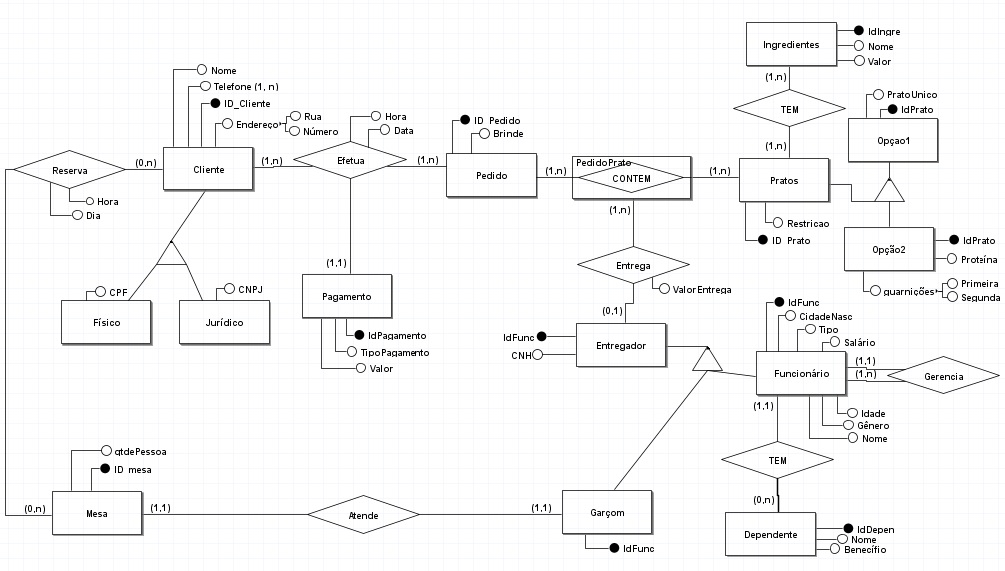 Ingredientes
IdIngre
Nome
Valor
(1,n)
TEM
(1,n)
PratoUnico
IdPrato
Opçao1
Nome
Telefone (1, n)
ID_Cliente
Endereço
Rua
Número
Hora
Data
ID Pedido
Brinde
Reserva
(0,n)
Cliente
(1,n)
Efetua
(1,n)
Pedido
(1,n)
PedidoPrato
CONTEM
(1,n)
Pratos
Hora
Dia
(1,n)
Restricao
ID Prato
Opção2
IdPrato
Proteína
guarnições
Primeira
Segunda
CPF
CNPJ
Físico
Jurídico
(1,1)
Pagamento
IdPagamento
TipoPagamento
Valor
Entrega
ValorEntrega
(0,1)
IdFunc
CNH
Entregador
IdFunc
CidadeNasc
Tipo
Salário
Funcionário
(1,1)
(1,n)
Gerencia
Idade
Gênero
Nome
(1,1)
TEM
(0,n)
qtdePessoa
ID mesa
(0,n)
Mesa
(1,1)
Atende
(1,1)
Garçom
IdFunc
Dependente
IdDepen
Nome
Benecífio